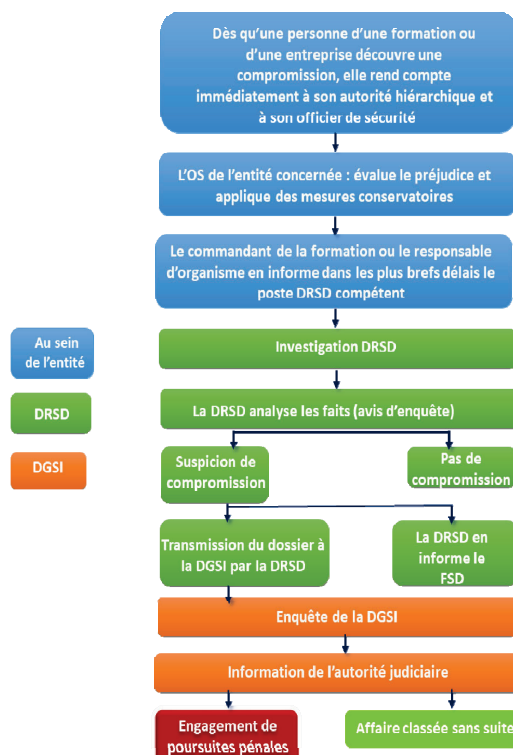 Dès qu'une personne d'une formation ou
d'une entreprise découvre une
compromission, elle rend compte
immédiatement à son autorité hiérarchique et
à son officier de sécurité
L'OS de l'entité concernée : évalue le préjudice et
applique des mesures conservatoires
Le commandant de la formation ou le responsable
d'organisme en informe dans les plus brefs délais le
poste DRSD compétent
Au sein
de l'entité
DRSD
DGSI
Investigation DRSD
La DRSD analyse les faits (avis d'enquête)
Suspicion de
compromission
Pas de
compromission
Transmission du dossier à
la DGSI par la DRSD
La DRSD en
informe le
FSD
Enquête de la DGSI
Information de l'autorité judiciaire
Engagement de
poursuites pénales
Affaire classée sans suite